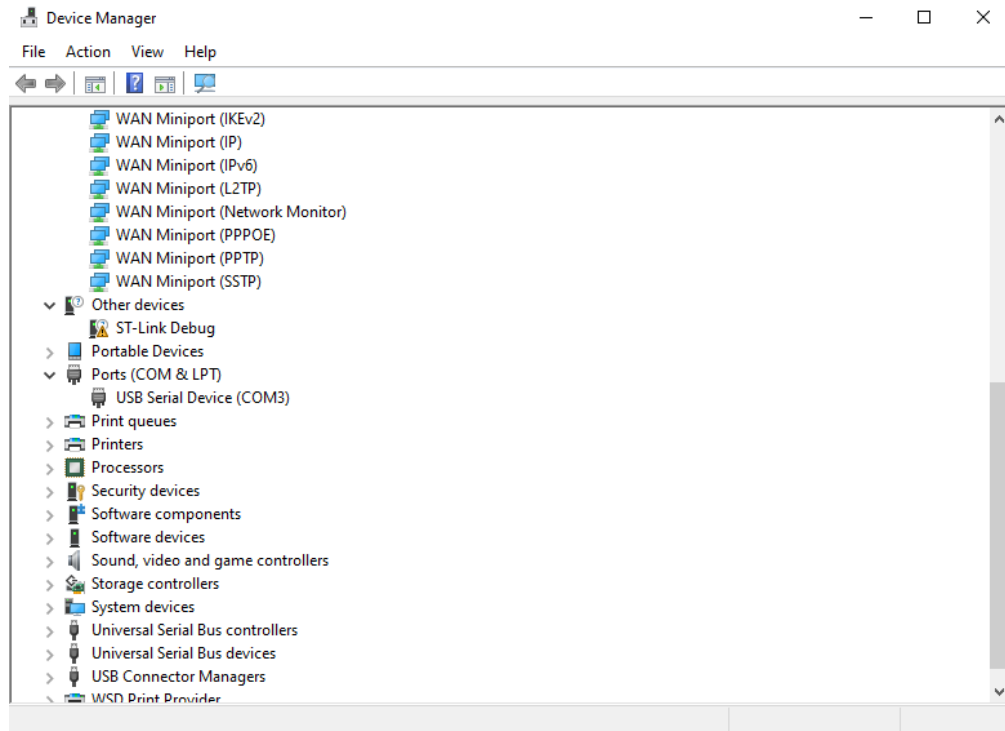 Device Manager
File Action View Help
WAN Miniport (IKEv2)
WAN Miniport (IP)
WAN Miniport (IPv6)
WAN Miniport (L2TP)
WAN Miniport (Network Monitor)
WAN Miniport (PPPOE)
WAN Miniport (PPTP)
WAN Miniport (SSTP)
Other devices
ST-Link Debug
Portable Devices
Ports (COM & LPT)
USB Serial Device (COM3)
Print queues
Printers
Processors
Security devices
Software components
Software devices
Sound, video and game controllers
Storage controllers
System devices
Universal Serial Bus controllers
Universal Serial Bus devices
USB Connector Managers
WSD Print Provider